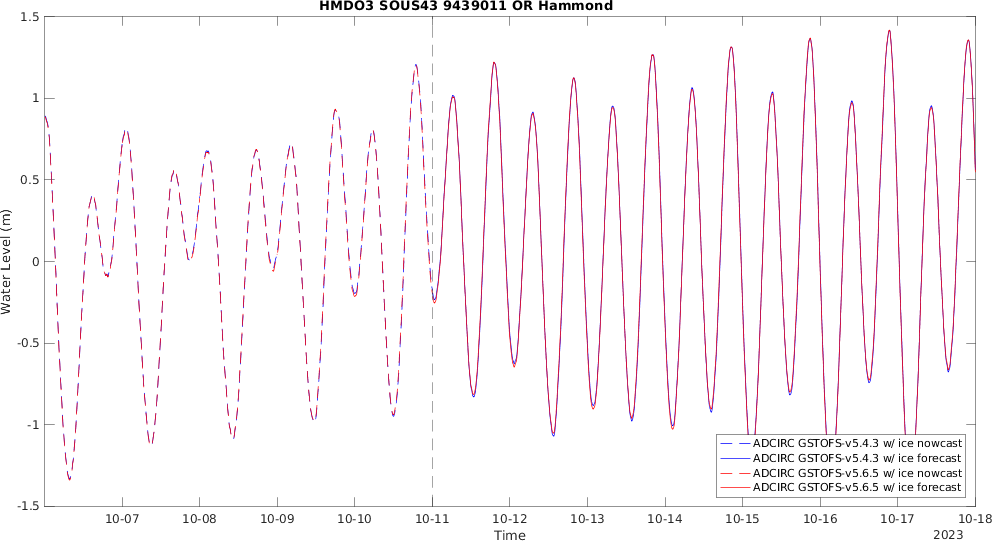 HMDO3 SOUS43 9439011 OR Hammond
1.5
1
0.5
0
-0.5
-1
-1.5
Water Level (m)
10-07 10-08 10-09 10-10 10-11 10-12 10-13 10-14 10-15 10-16 10-17 10-18
Time
2023
ADCIRC GSTOFS-v5.4.3 w/ ice nowcast
ADCIRC GSTOFS-v5.4.3 w/ ice forecast
ADCIRC GSTOFS-v5.6.5 w/ ice nowcast
ADCIRC GSTOFS-v5.6.5 w/ ice forecast